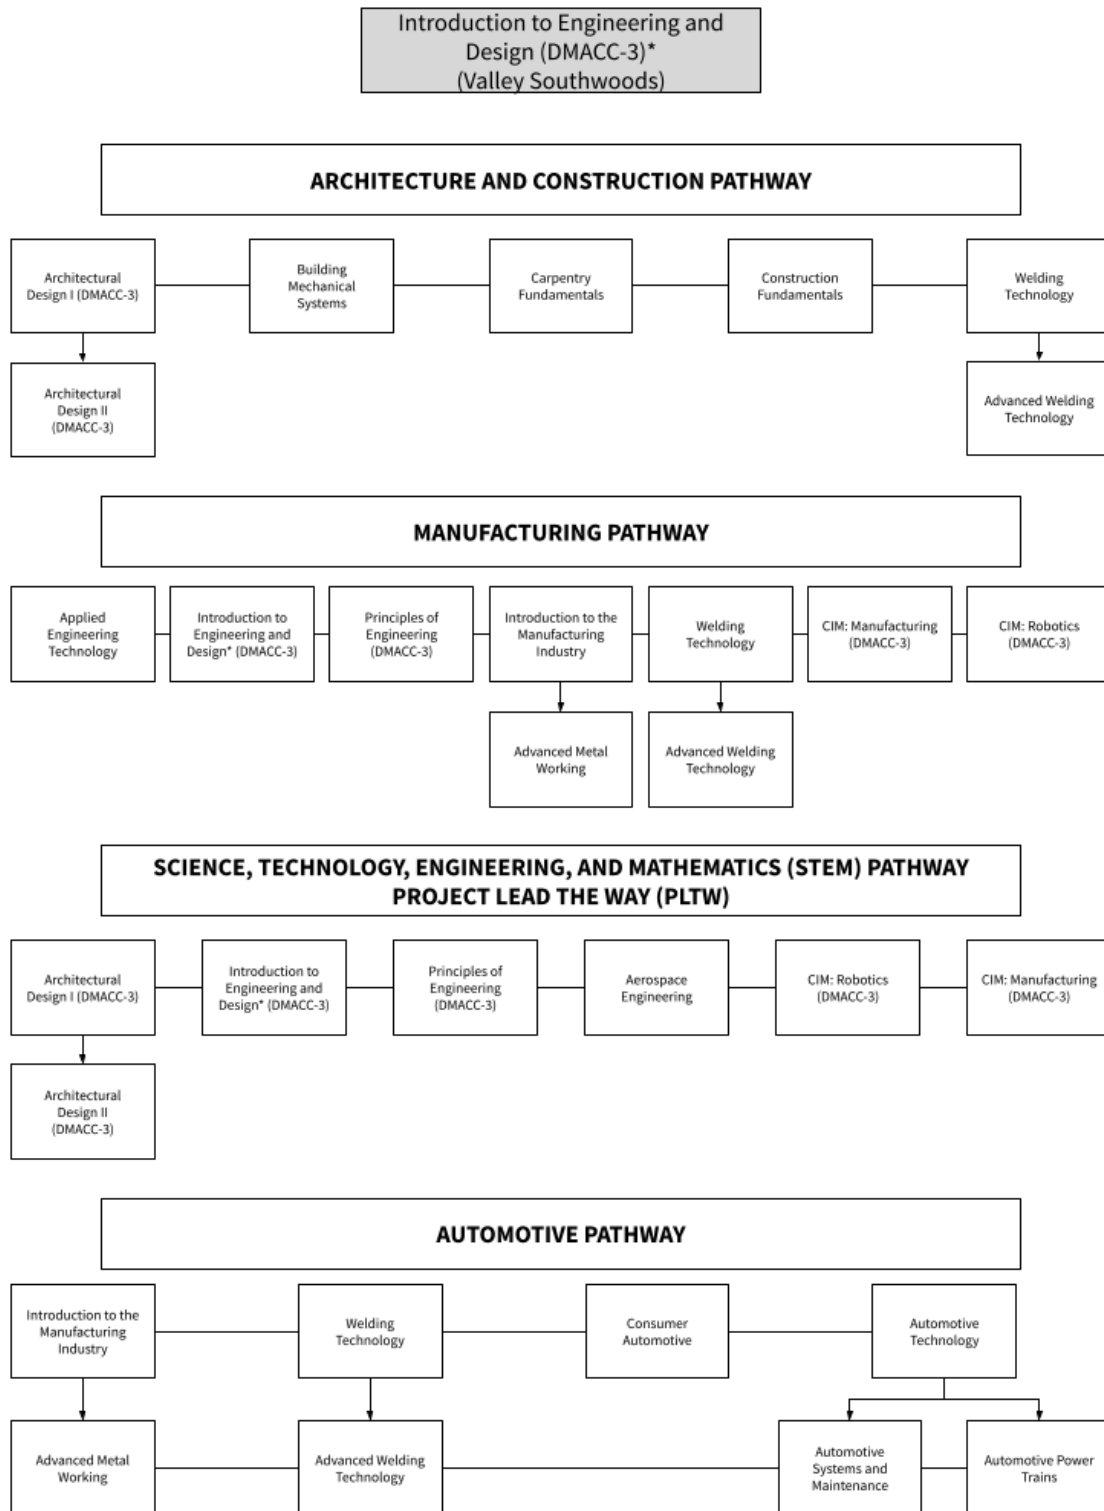 Introduction to Engineering and
Design (DMACC-3)*
(Valley Southwoods)
ARCHITECTURE AND CONSTRUCTION PATHWAY
Architectural
Design I (DMACC-3)
Building
Mechanical
Systems
Carpentry
Fundamentals
Construction
Fundamentals
Welding
Technology
Architectural
Design II
(DMACC-3)
Advanced Welding
Technology
MANUFACTURING PATHWAY
Applied
Engineering
Technology
Introduction to
Engineering and
Design* (DMACC-3)
Principles of
Engineering
(DMACC-3)
Introduction to the
Manufacturing
Industry
Welding
Technology
CIM: Manufacturing
(DMACC-3)
CIM: Robotics
(DMACC-3)
Advanced Metal
Working
Advanced Welding
Technology
SCIENCE, TECHNOLOGY, ENGINEERING, AND MATHEMATICS (STEM) PATHWAY
PROJECT LEAD THE WAY (PLTW)
Architectural
Design I (DMACC-3)
Introduction to
Engineering and
Design* (DMACC-3)
Principles of
Engineering
(DMACC-3)
Aerospace
Engineering
CIM: Robotics
(DMACC-3)
CIM: Manufacturing
(DMACC-3)
Architectural
Design II
(DMACC-3)
AUTOMOTIVE PATHWAY
Introduction to the
Manufacturing
Industry
Welding
Technology
Consumer
Automotive
Automotive
Technology
Advanced Metal
Working
Advanced Welding
Technology
Automotive
Systems and
Maintenance
Automotive Power
Trains